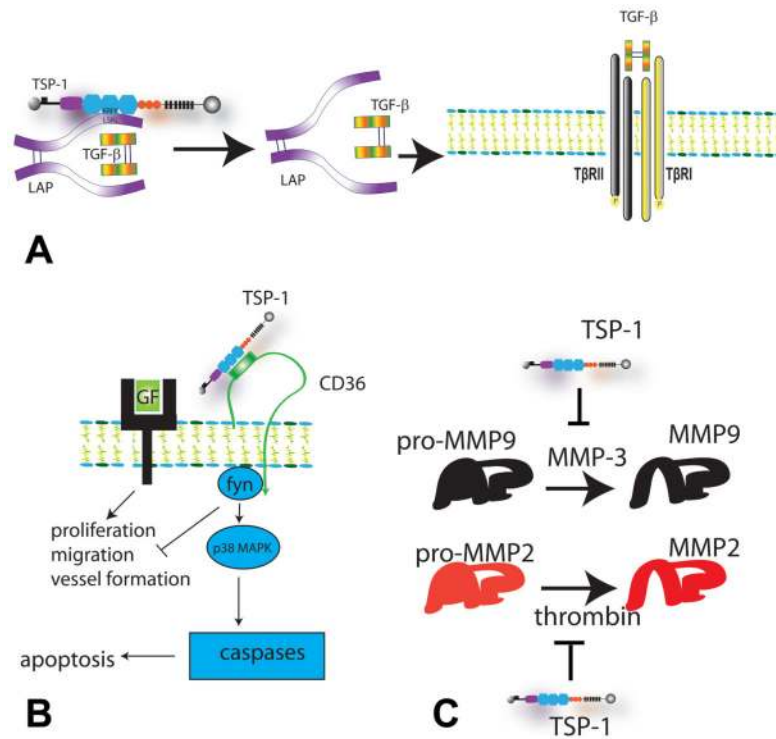 TGF-β
TSP-1
TGF-β
TGF-β
LAP
LAP
TβRII
TβRI
P
P
A
TSP-1
CD36
GF
fyn
proliferation
migration
vessel formation
p38 MAPK
caspases
apoptosis
B
TSP-1
pro-MMP9
MMP-3
MMP9
pro-MMP2
MMP2
thrombin
TSP-1
C